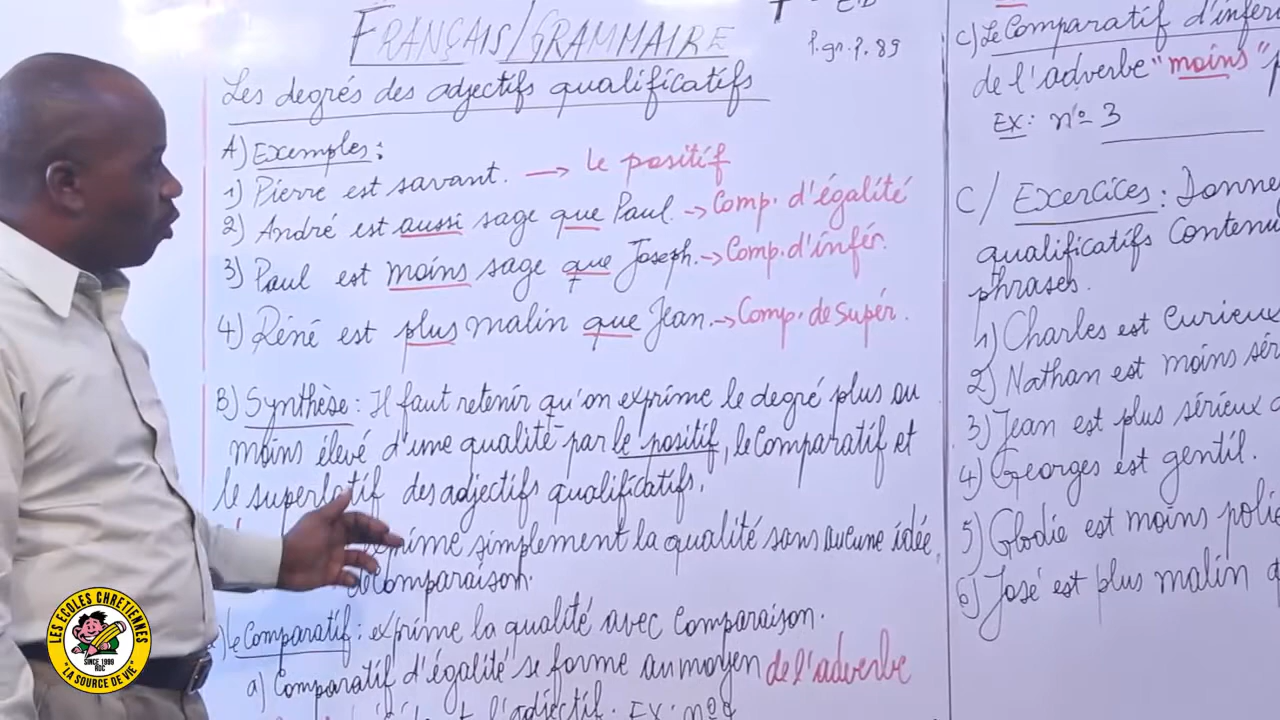 FRANÇAIS/GRAMMAIRE
P.gr.P.89
Les degrés des adjectifs qualificatifs
A) Exemples:
1) Pierre est savant. → le positif
2) André est aussi sage que Paul. → Comp. d'égalité
3) Paul est moins sage que Joseph. → Comp. d'infér.
4) Réné est plus malin que Jean. → Comp. de supér.
B) Synthèse: Il faut retenir qu'on exprime le degré plus ou
moins élevé d'une qualité par le positif, le comparatif et
le superlatif des adjectifs qualificatifs.
exprime simplement la qualité sans aucune idée
de comparaison.
) le comparatif: exprime la qualité avec comparaison.
a) Comparatif d'égalité se forme au moyen de l'adverbe
l'adjectif. EX: n°
C) Le Comparatif d'infér
de l'adverbe "moins" p
EX: n° 3
C/ Exercices: Donne
qualificatifs contenu
phrases.
1) Charles est curieux
2) Nathan est moins séri
3) Jean est plus sérieux
4) Georges est gentil.
5) Glodie est moins polie
6) José est plus malin q
LES ECOLES CHRETIENNES
SINCE 1999
RDC
"LA SOURCE DE VIE"